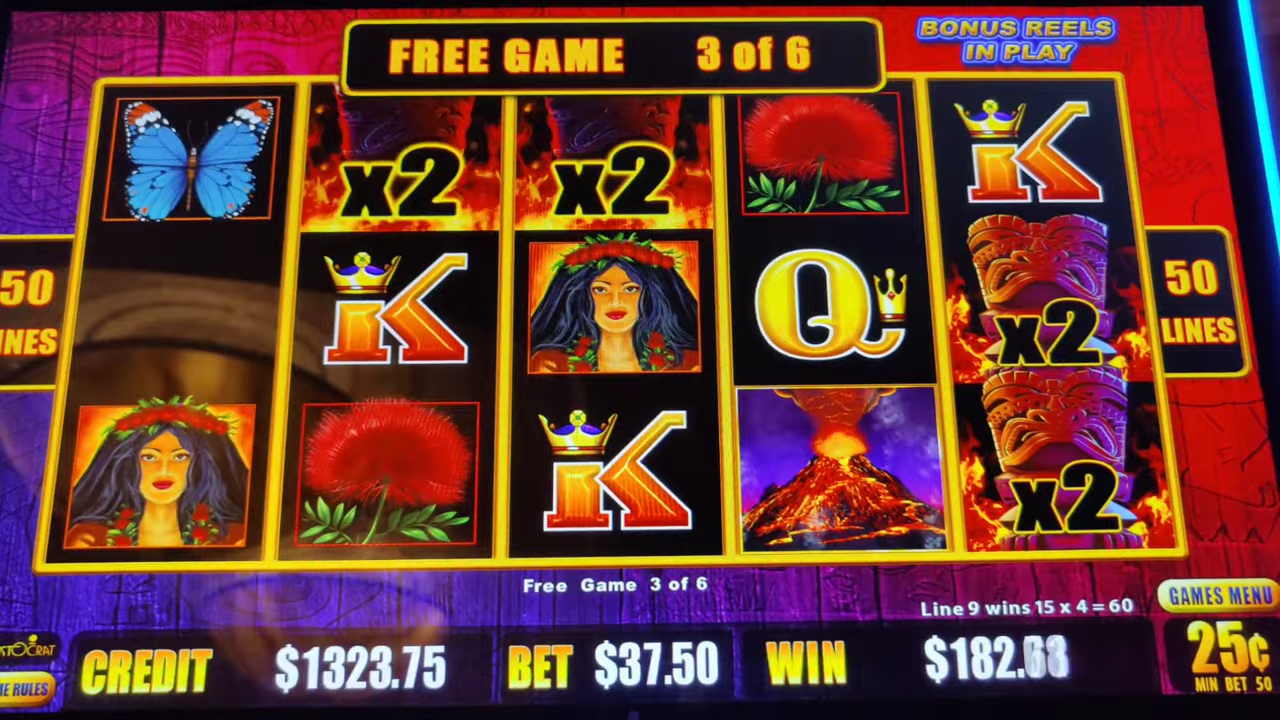 FREE GAME 3 of 6
BONUS REELS
IN PLAY
x2
x2
K
K
Q
x2
K
x2
50
LINES
50
LINES
Free Game 3 of 6
Line 9 wins 15 x 4 = 60
GAMES MENU
CREDIT $1323.75
BET $37.50
WIN
25¢
MIN BET 50